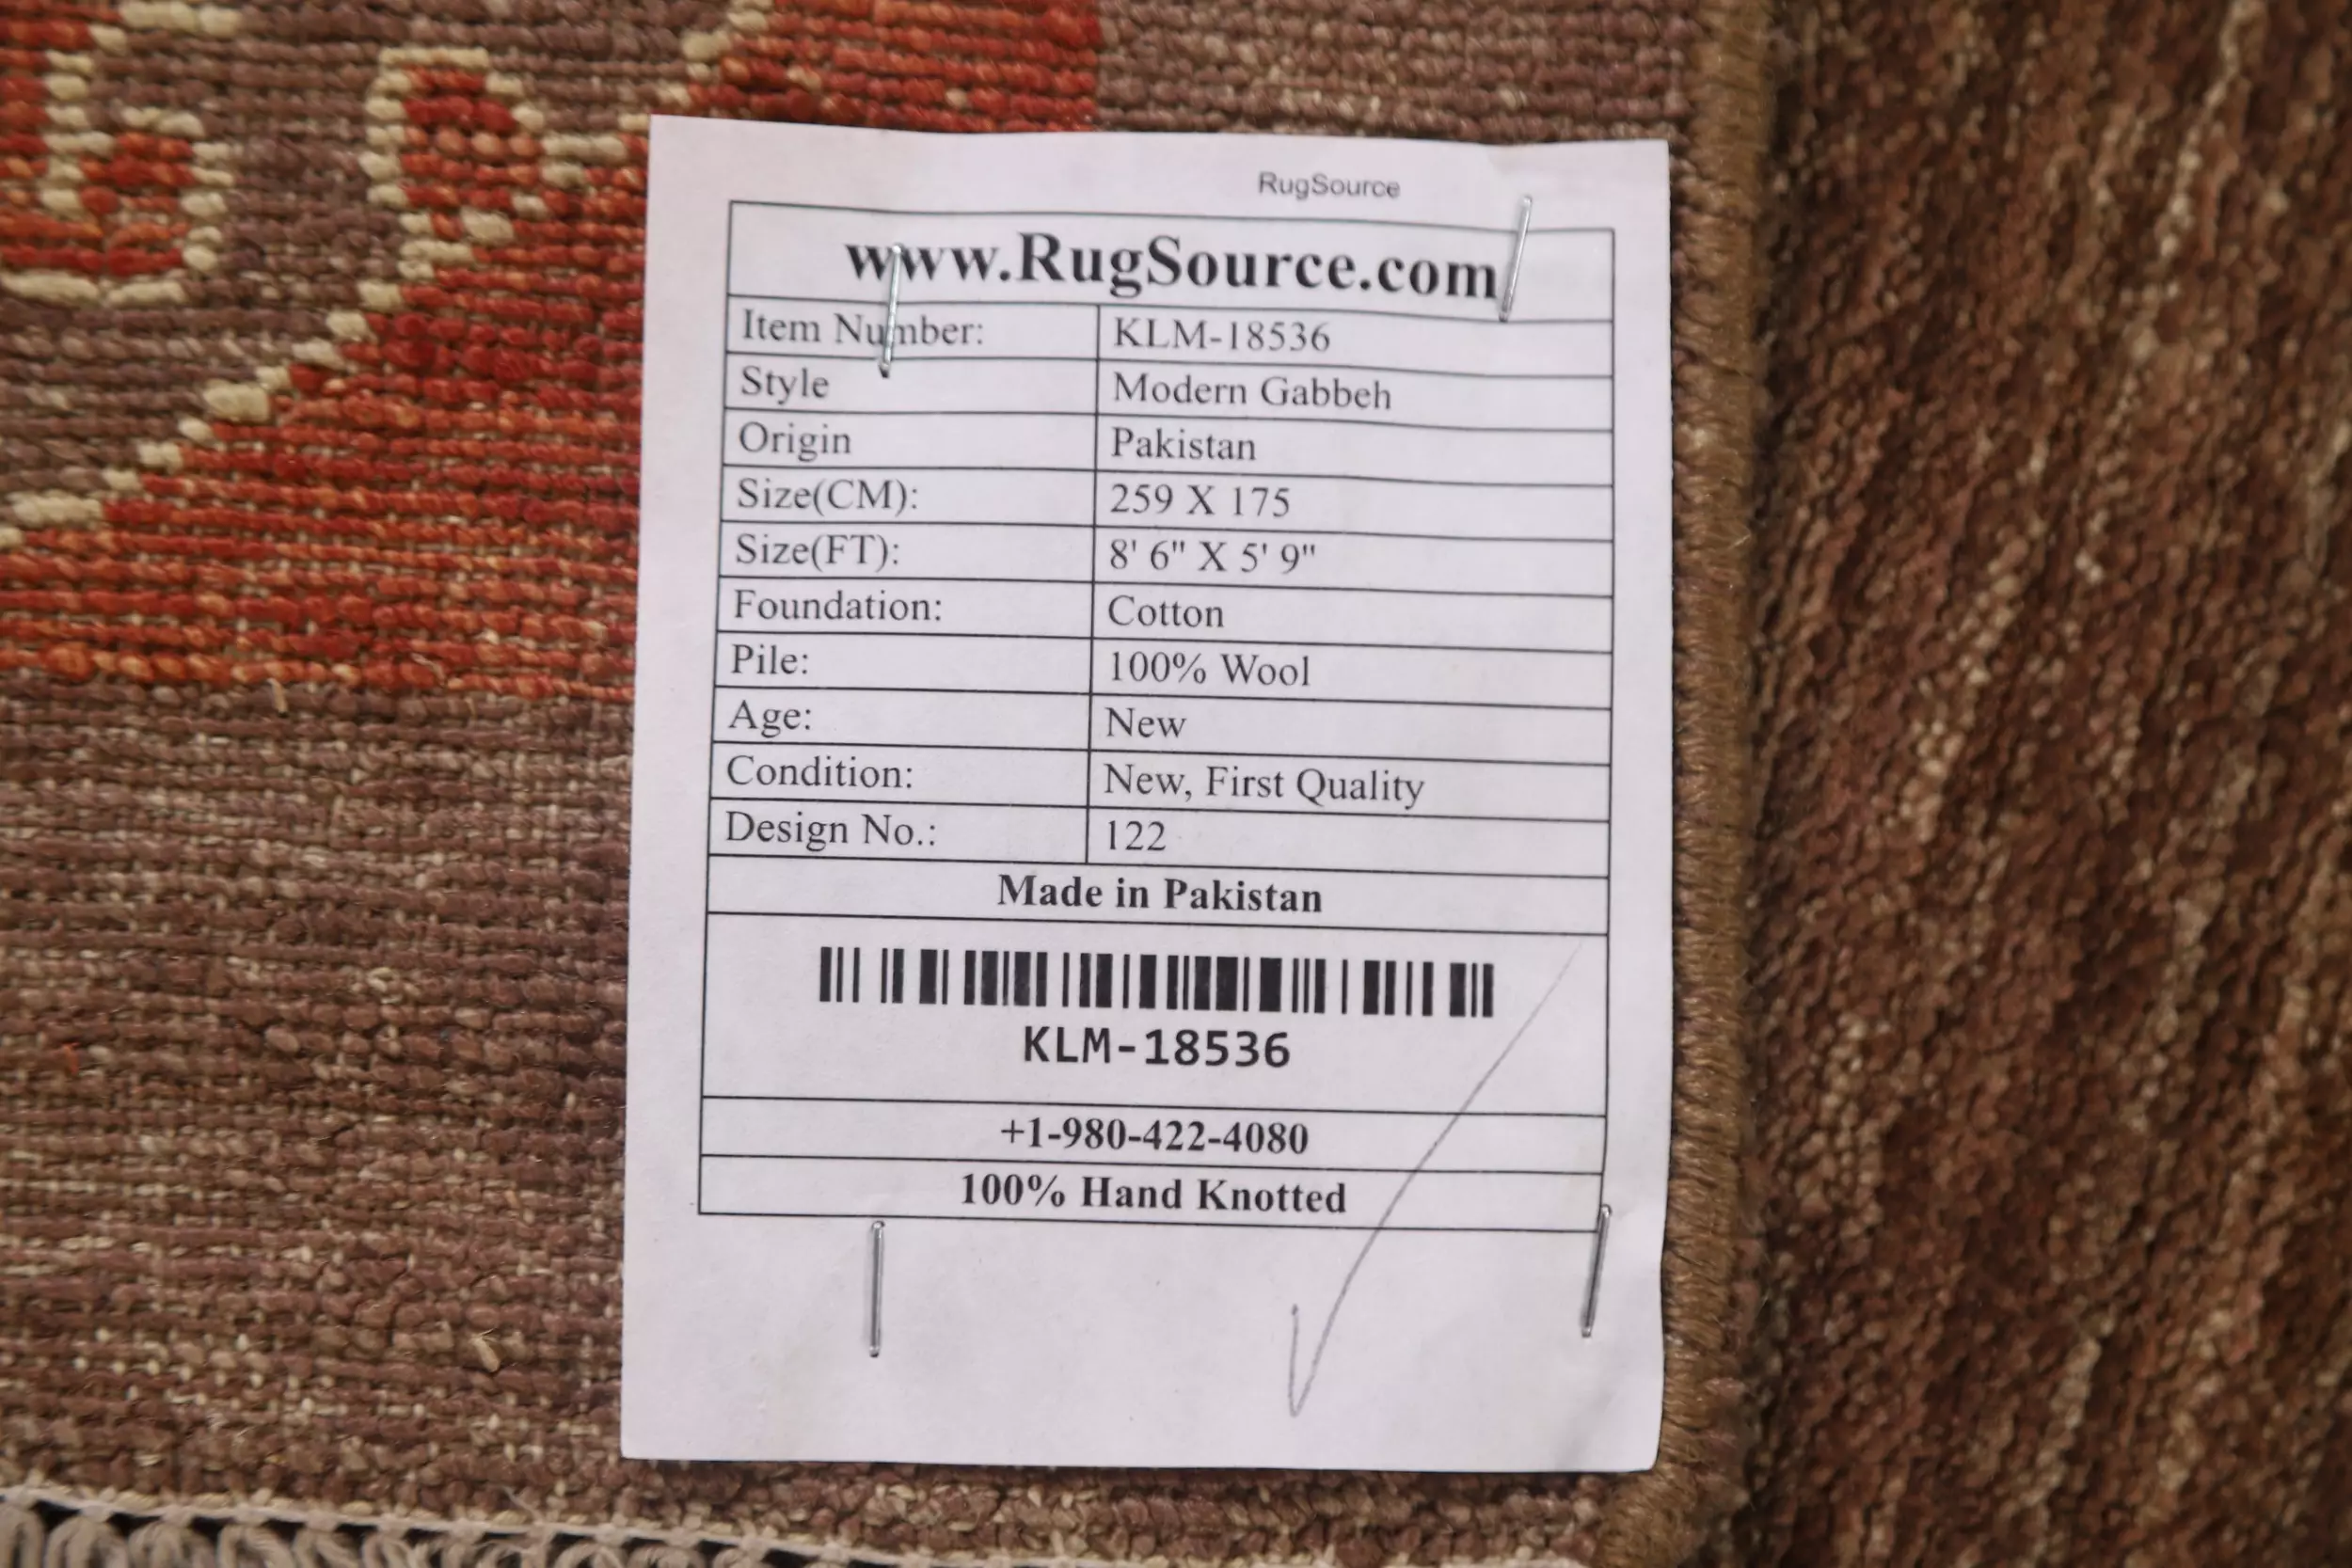 RugSource
www.RugSource.com
Item Number: KLM-18536
Style Modern Gabbeh
Origin Pakistan
Size(CM): 259 X 175
Size(FT): 8' 6" X 5' 9"
Foundation: Cotton
Pile: 100% Wool
Age: New
Condition: New, First Quality
Design No.: 122
Made in Pakistan
KLM-18536
+1-980-422-4080
100% Hand Knotted